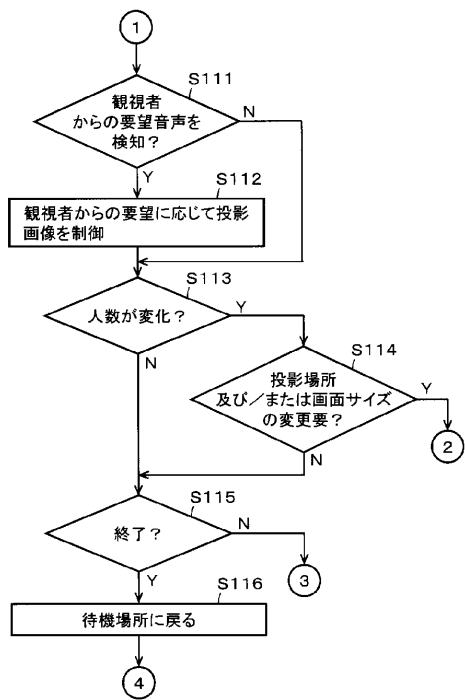 1
S111
観視者
からの要望音声を
検知？
N
Y
S112
観視者からの要望に応じて投影
画像を制御
S113
人数が変化？
Y
N
S114
投影場所
及び／または画面サイズ
の変更要？
Y
2
N
S115
終了？
N
3
Y
S116
待機場所に戻る
4